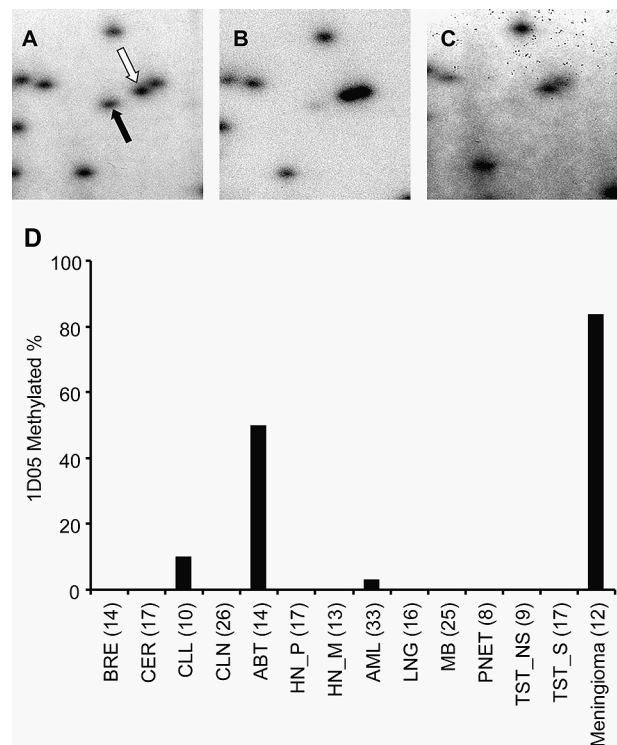 A
B
C
D
100
80
60
40
20
0
1D05 Methylated %
BRE (14)
CER (17)
CLL (10)
CLN (26)
ABT (14)
HN_P (17)
HN_M (13)
AML (33)
LNG (16)
MB (25)
PNET (8)
TST_NS (9)
TST_S (17)
Meningioma (12)